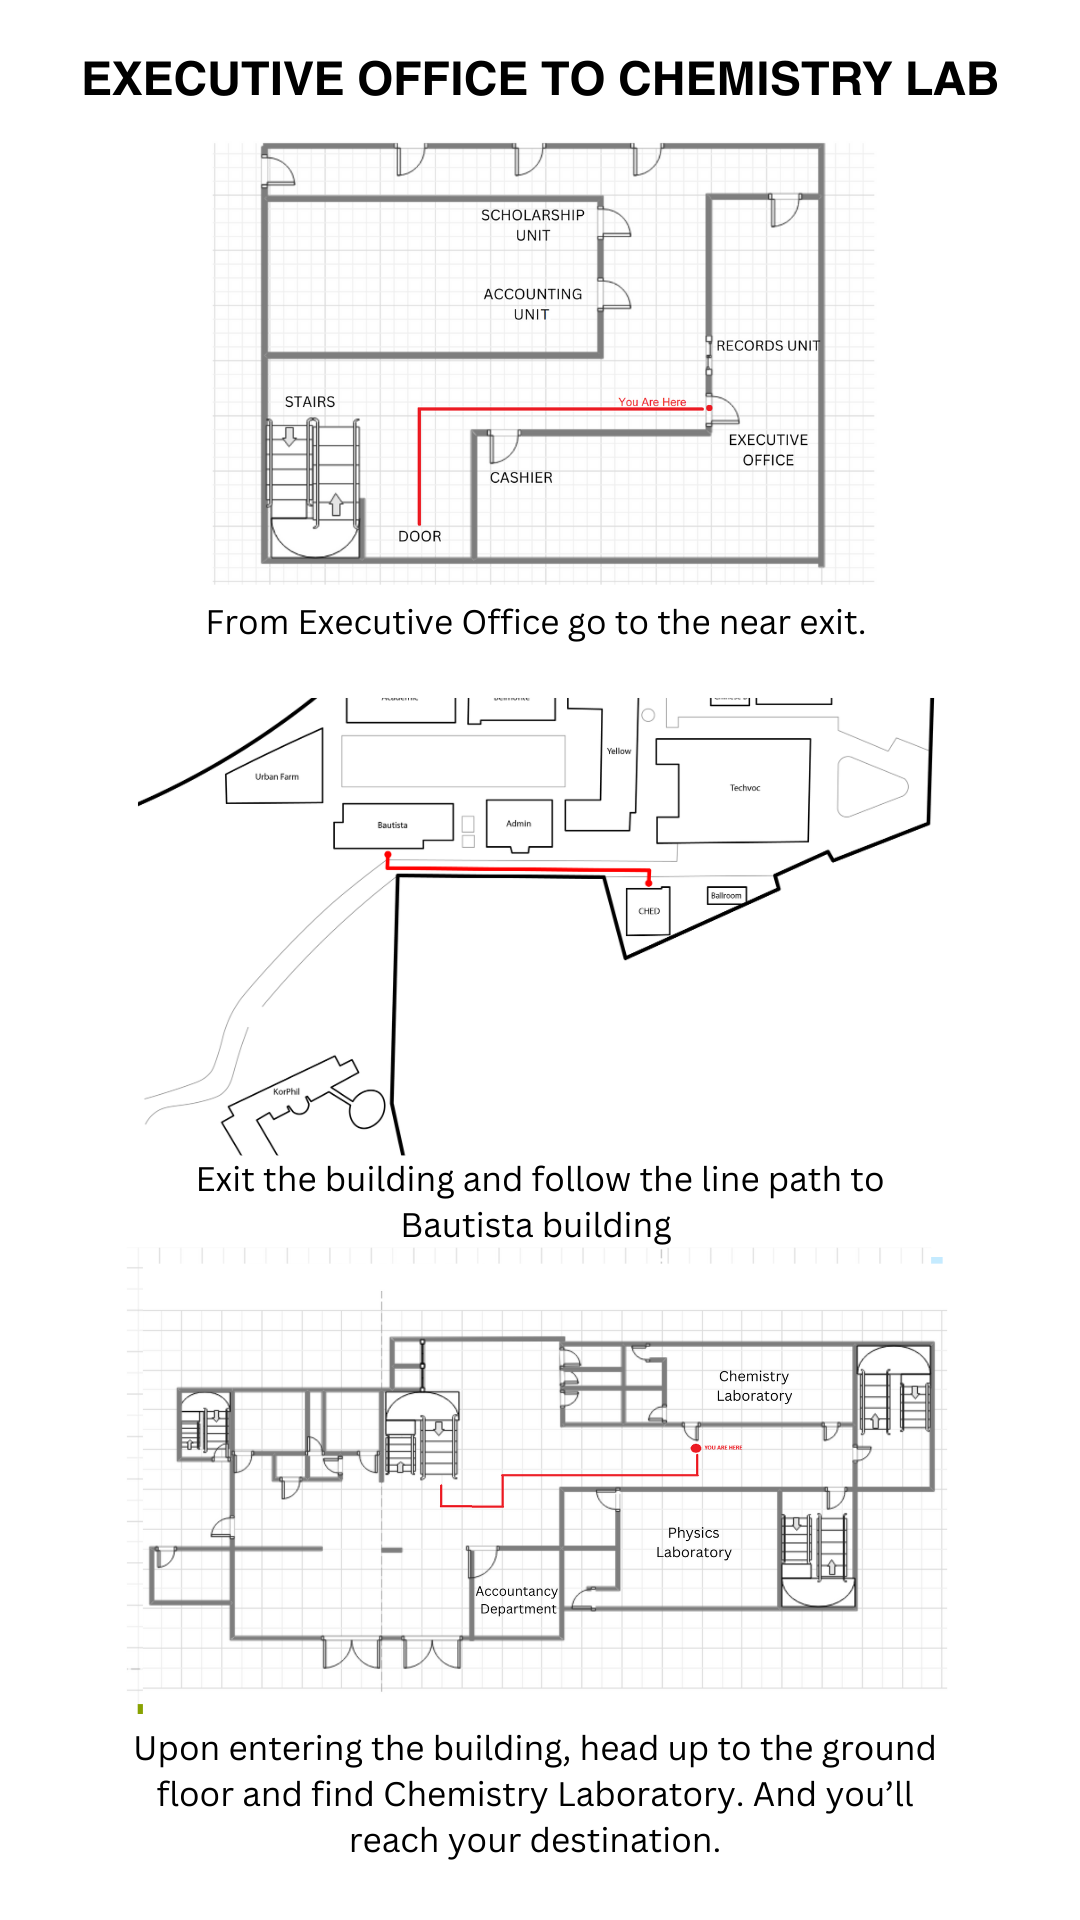 EXECUTIVE OFFICE TO CHEMISTRY LAB
SCHOLARSHIP
UNIT
ACCOUNTING
UNIT
RECORDS UNIT
STAIRS
You Are Here
EXECUTIVE
OFFICE
CASHIER
DOOR
From Executive Office go to the near exit.
Yellow
Urban Farm
Techvoc
Bautista
Admin
CHED
Ballroom
KorPhil
Exit the building and follow the line path to
Bautista building
Chemistry
Laboratory
YOU ARE HERE
Physics
Laboratory
Accountancy
Department
Upon entering the building, head up to the ground
floor and find Chemistry Laboratory. And you’ll
reach your destination.